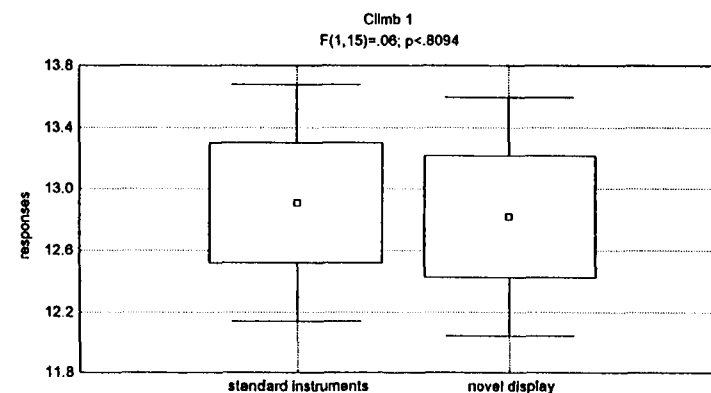 Climb 1
F(1,15)=.06; p<.8094
13.8
13.4
13.0
12.6
12.2
11.8
responses
standard instruments novel display